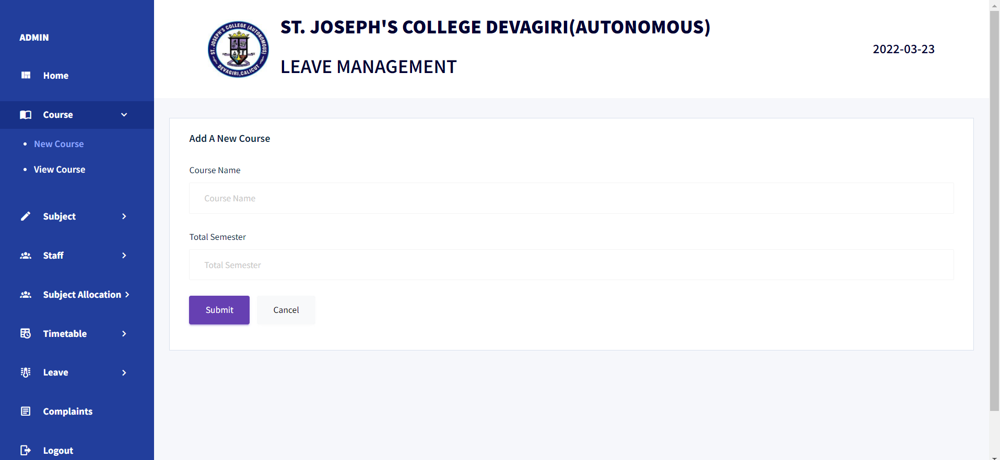 ADMIN
Home
Course
New Course
View Course
Subject
Staff
Subject Allocation
Timetable
Leave
Complaints
Logout
ST. JOSEPH'S COLLEGE (AUTONOMOUS)
DEVAGIRI, CALICUT
ST. JOSEPH'S COLLEGE DEVAGIRI(AUTONOMOUS)
LEAVE MANAGEMENT
2022-03-23
Add A New Course
Course Name
Course Name
Total Semester
Total Semester
Submit
Cancel